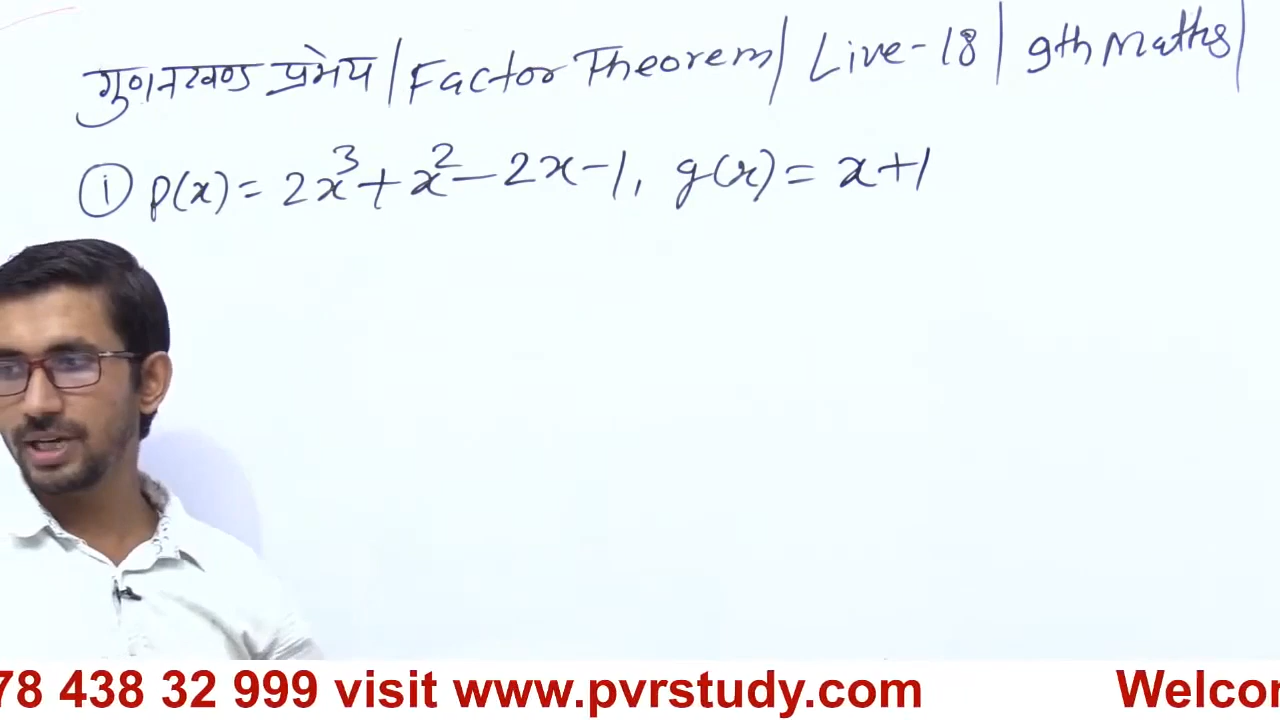 गुणनखण्ड प्रमेय | Factor Theorem | Live-18 | 9th Maths |
① p(x) = 2x³ + x² - 2x - 1, g(x) = x + 1
78 438 32 999 visit www.pvrstudy.com Welcon